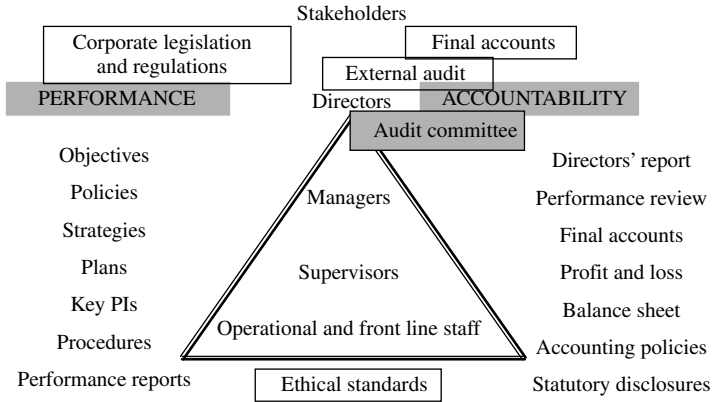 Stakeholders
Corporate legislation
and regulations
Final accounts
External audit
PERFORMANCE
Directors
ACCOUNTABILITY
Audit committee
Objectives
Policies
Strategies
Plans
Key PIs
Procedures
Performance reports
Managers
Supervisors
Operational and front line staff
Ethical standards
Directors' report
Performance review
Final accounts
Profit and loss
Balance sheet
Accounting policies
Statutory disclosures